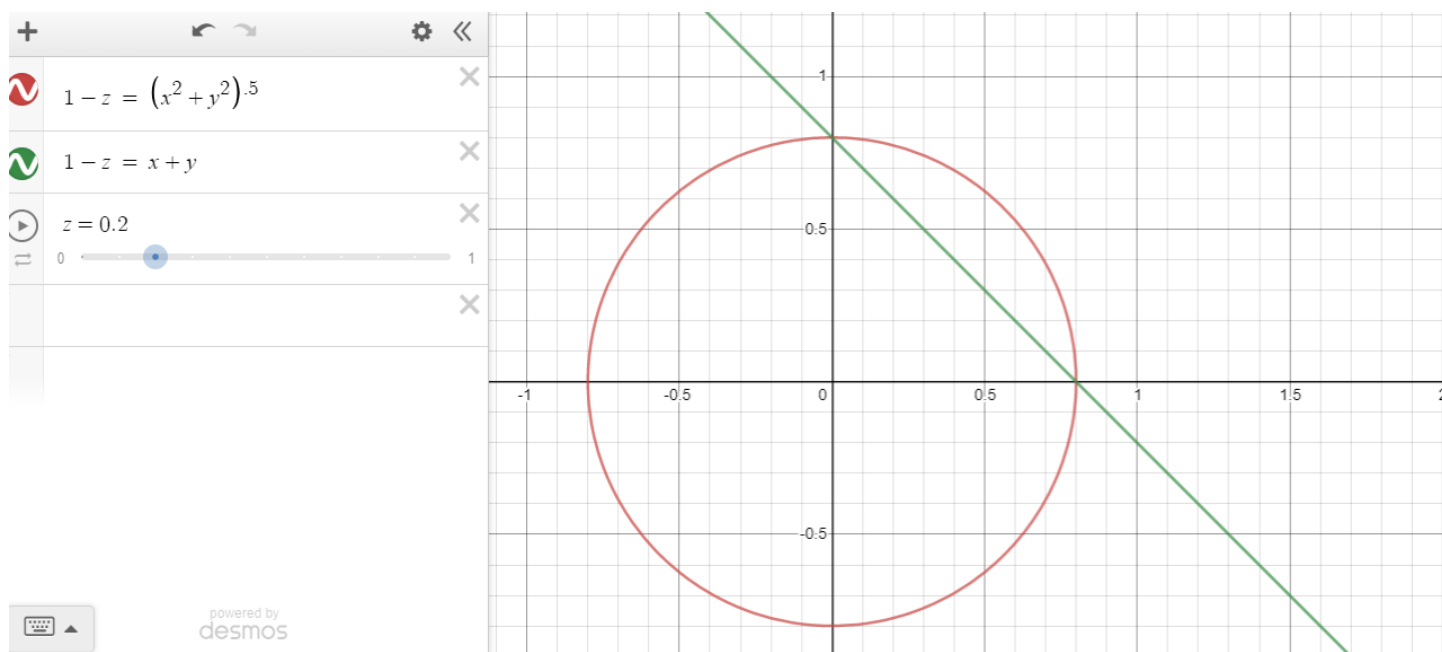 1 − z = (x² + y²)^.5
1 − z = x + y
z = 0.2
0 1
powered by
desmos
1
0.5
-1 -0.5 0 0.5 1 1.5 2
-0.5